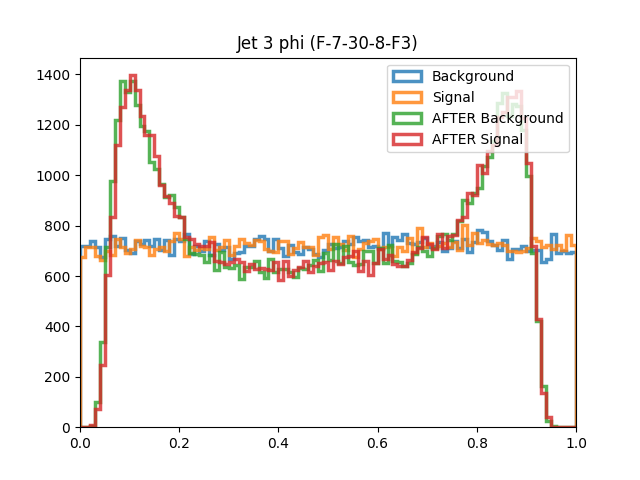 Jet 3 phi (F-7-30-8-F3)
1400
1200
1000
800
600
400
200
0
0.0 0.2 0.4 0.6 0.8 1.0
Background
Signal
AFTER Background
AFTER Signal